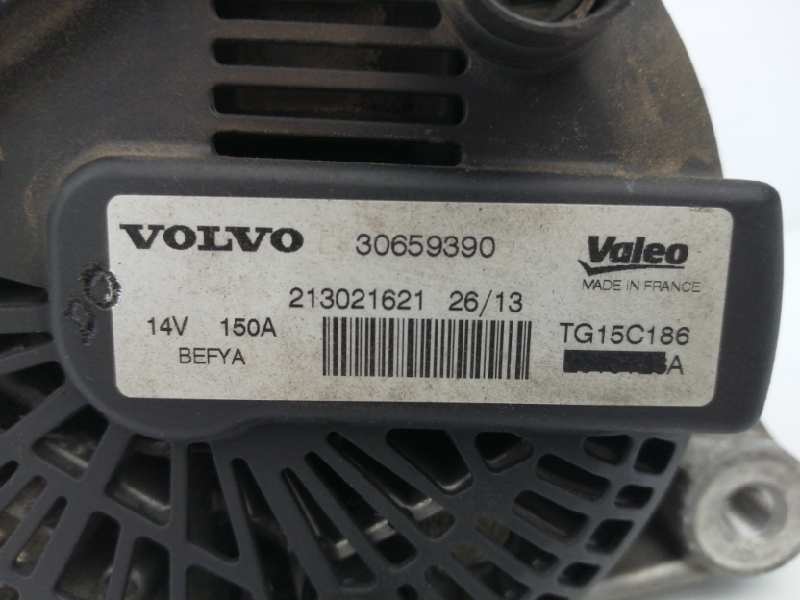 VOLVO 30659390 Valeo
MADE IN FRANCE
213021621 26/13
14V 150A TG15C186
BEFYA